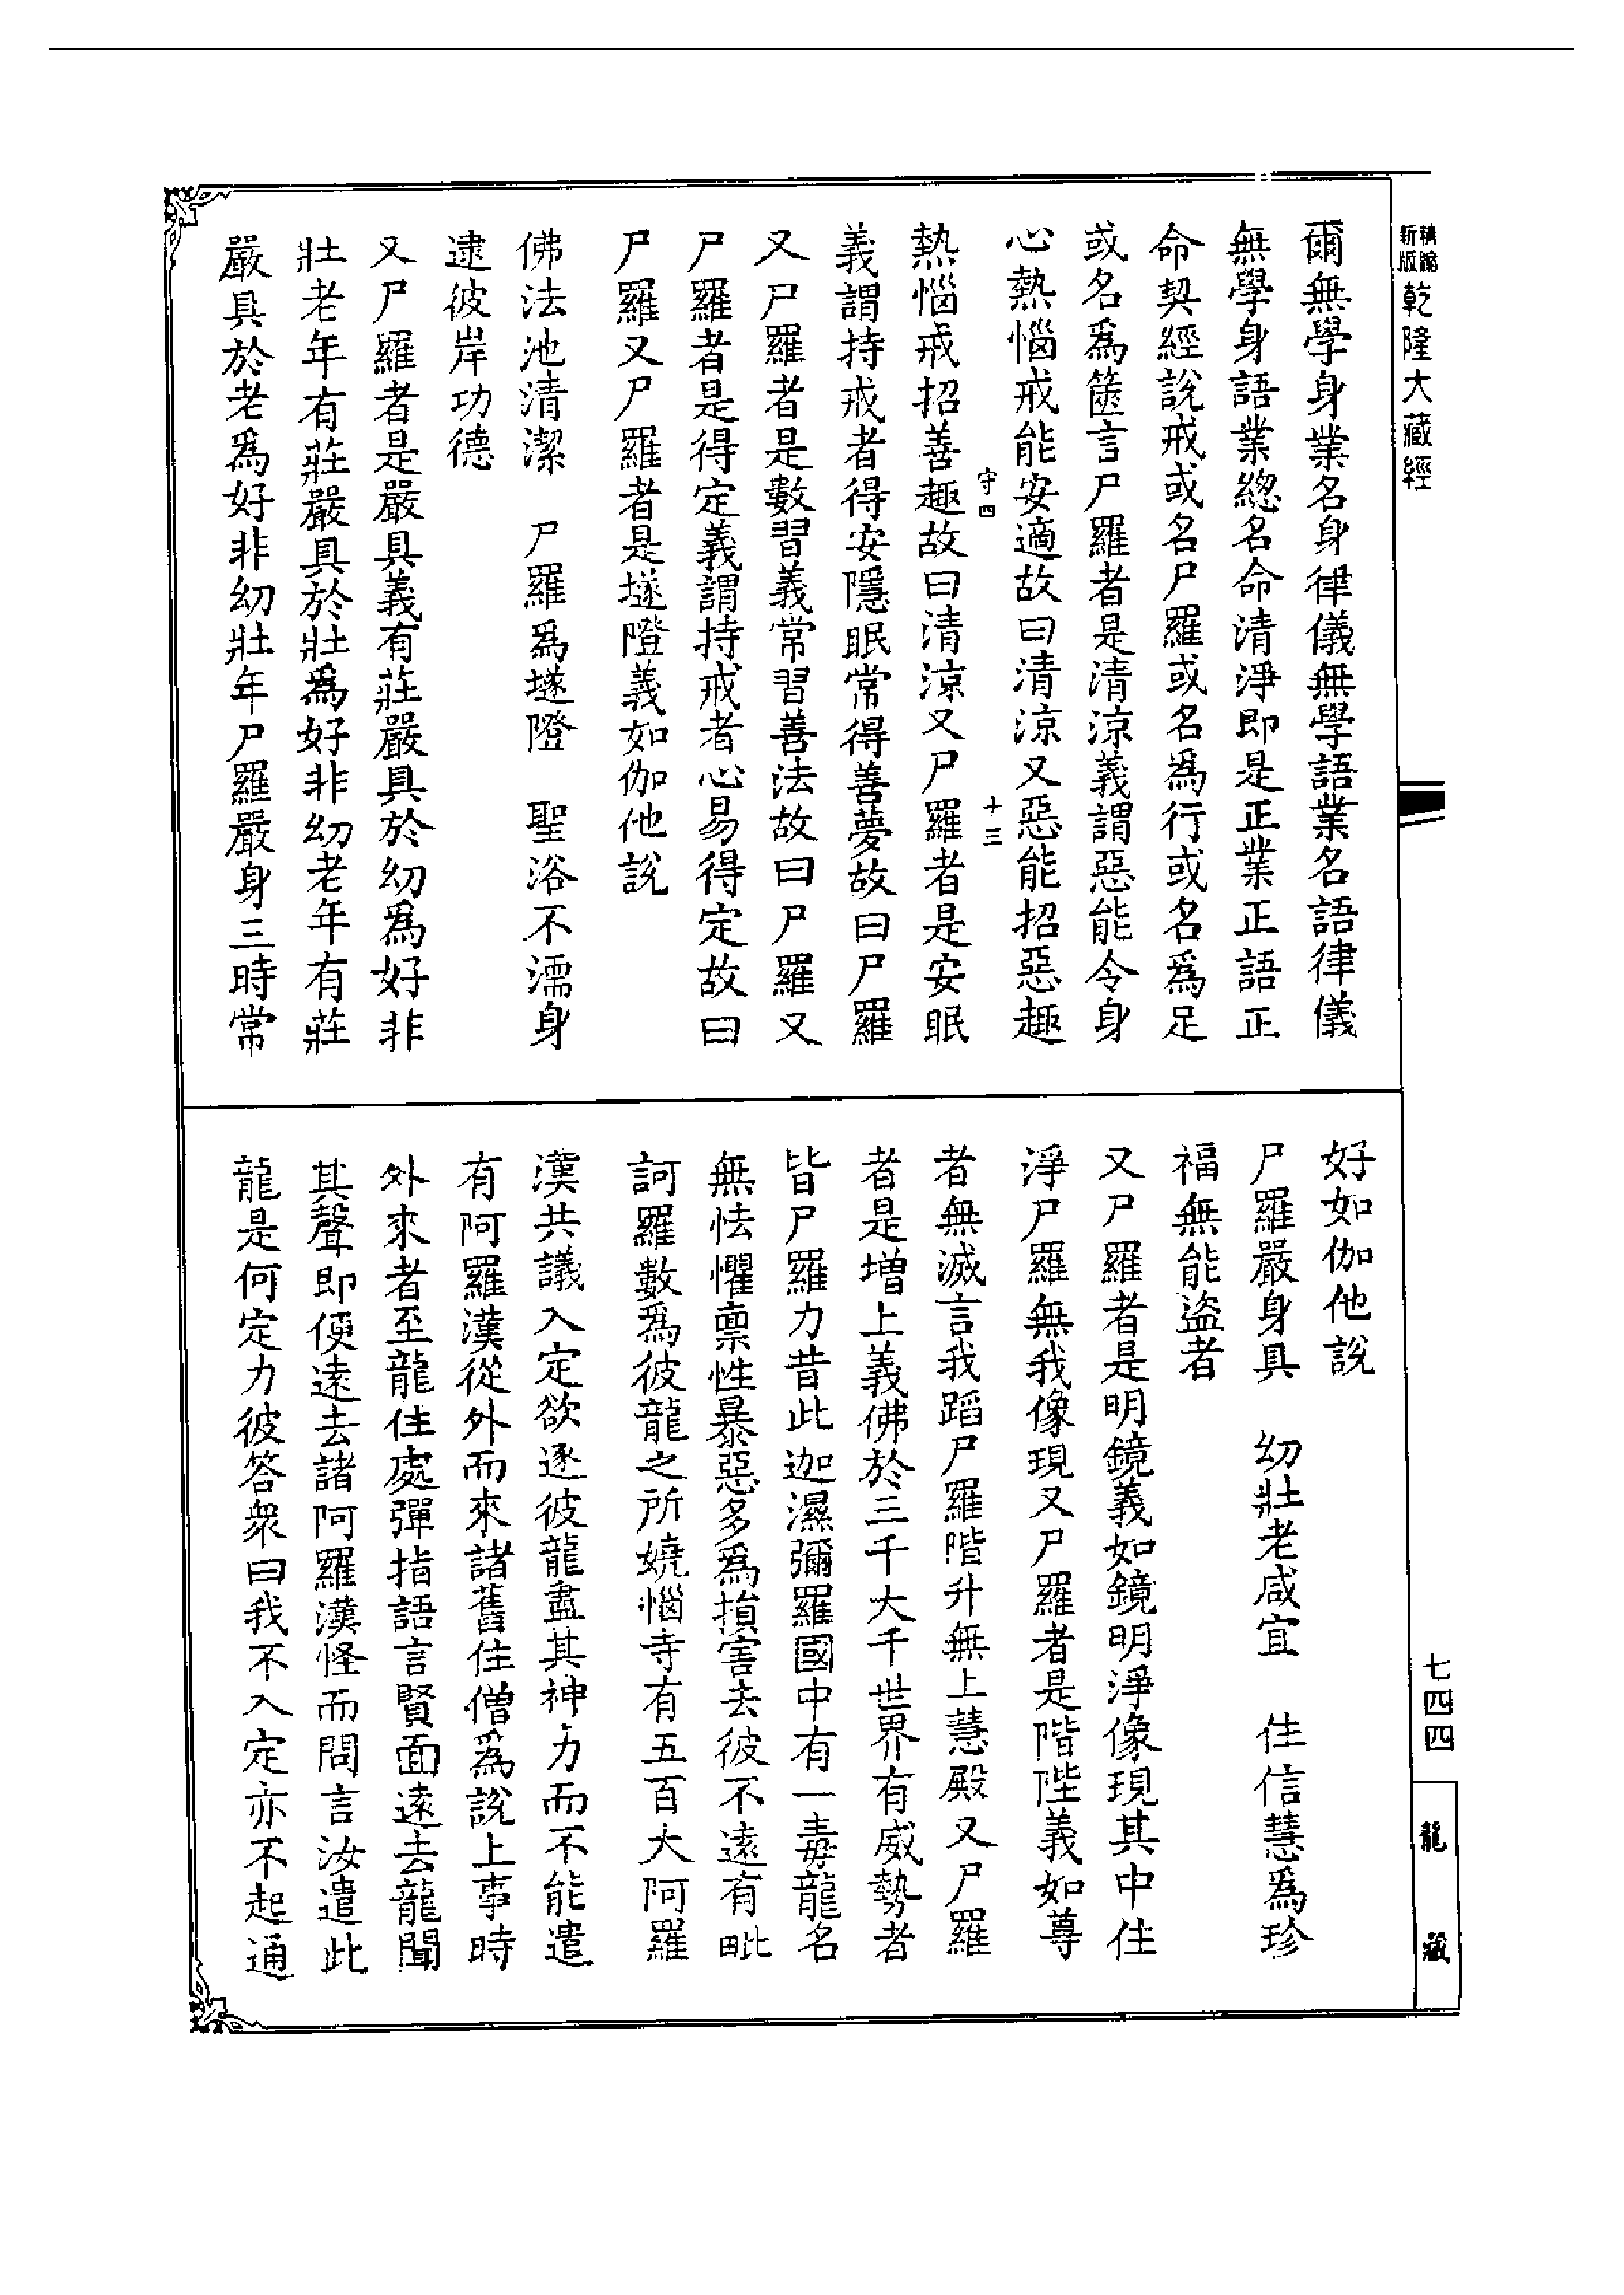 新編
縮版
乾隆大藏經
爾無學身業名身律儀無學語業名語律儀
無學身語業總名命清淨即是正業正語正
命契經說戒或名尸羅或名為行或名為足
或名為篋言尸羅者是清涼義謂惡能令身
心熱惱戒能安適故曰清涼又惡能招惡趣
守四
十三
熱惱戒招善趣故曰清涼又尸羅者是安眠
義謂持戒者得安隱眠常得善夢故曰尸羅
又尸羅者是數習義常習善法故曰尸羅又
尸羅者是得定義謂持戒者心易得定故曰
尸羅又尸羅者是墜隥義如伽他說
佛法池清潔 尸羅為墜隥 聖浴不濡身
逮彼岸功德
又尸羅者是嚴具義有莊嚴具於幼為好非
壯老年有莊嚴具於壯為好非幼老年有莊
嚴具於老為好非幼壯年尸羅嚴身三時常
好如伽他說
尸羅嚴身具 幼壯老咸宜 住信慧為珍
福無能盜者
又尸羅者是明鏡義如鏡明淨像現其中住
淨尸羅無我像現又尸羅者是階陛義如尊
者無滅言我蹈尸羅階升無上慧殿又尸羅
者是增上義佛於三千大千世界有威勢者
皆尸羅力昔此迦濕彌羅國中有一毒龍名
無怯懼稟性暴惡多為損害去彼不遠有毗
訶羅數為彼龍之所嬈惱寺有五百大阿羅
漢共議入定欲逐彼龍盡其神力而不能遣
有阿羅漢從外而來諸舊住僧為說上事時
外來者至龍住處彈指語言賢面遠去龍聞
其聲即便遠去諸阿羅漢怪而問言汝遣此
龍是何定力彼答眾曰我不入定亦不起通
七四四
龍藏